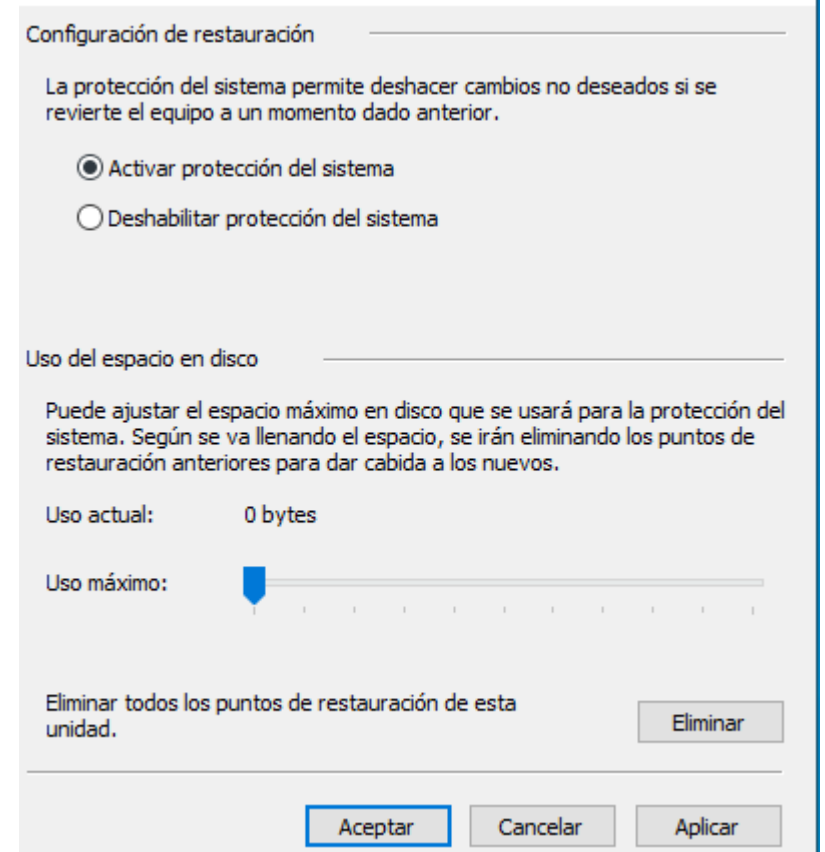 Configuración de restauración
La protección del sistema permite deshacer cambios no deseados si se
revierte el equipo a un momento dado anterior.
Activar protección del sistema
Deshabilitar protección del sistema
Uso del espacio en disco
Puede ajustar el espacio máximo en disco que se usará para la protección del
sistema. Según se va llenando el espacio, se irán eliminando los puntos de
restauración anteriores para dar cabida a los nuevos.
Uso actual: 0 bytes
Uso máximo:
Eliminar todos los puntos de restauración de esta
unidad.
Eliminar
Aceptar Cancelar Aplicar